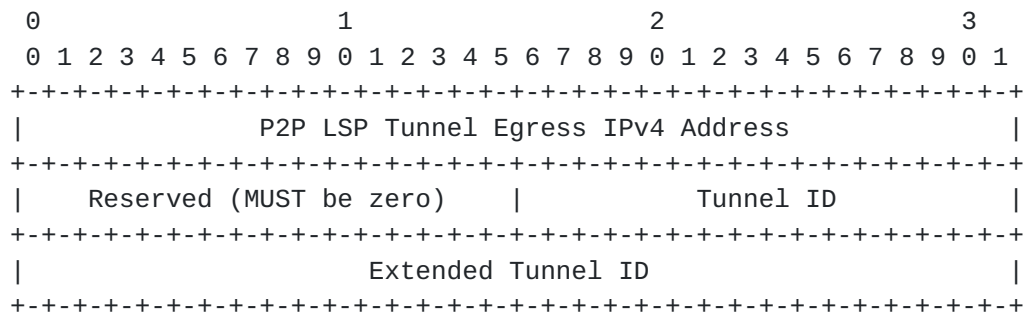 0                   1                   2                   3
0 1 2 3 4 5 6 7 8 9 0 1 2 3 4 5 6 7 8 9 0 1 2 3 4 5 6 7 8 9 0 1
+-+-+-+-+-+-+-+-+-+-+-+-+-+-+-+-+-+-+-+-+-+-+-+-+-+-+-+-+-+-+-+-+
|               P2P LSP Tunnel Egress IPv4 Address              |
+-+-+-+-+-+-+-+-+-+-+-+-+-+-+-+-+-+-+-+-+-+-+-+-+-+-+-+-+-+-+-+-+
|    Reserved (MUST be zero)    |           Tunnel ID           |
+-+-+-+-+-+-+-+-+-+-+-+-+-+-+-+-+-+-+-+-+-+-+-+-+-+-+-+-+-+-+-+-+
|                      Extended Tunnel ID                       |
+-+-+-+-+-+-+-+-+-+-+-+-+-+-+-+-+-+-+-+-+-+-+-+-+-+-+-+-+-+-+-+-+